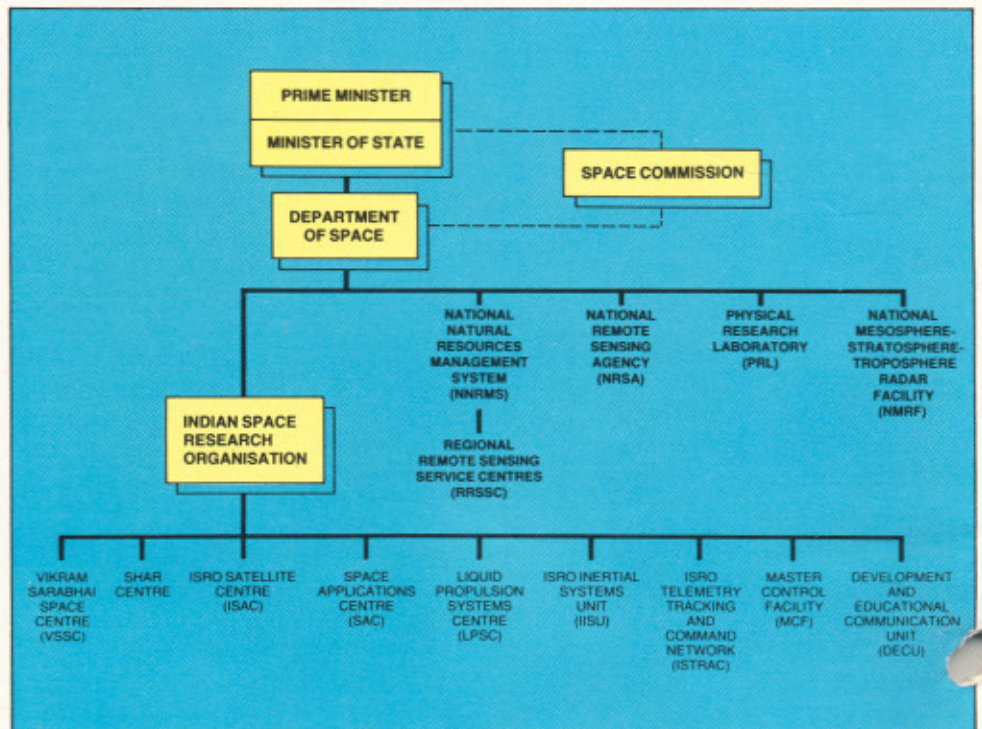 PRIME MINISTER
MINISTER OF STATE
SPACE COMMISSION
DEPARTMENT
OF SPACE
NATIONAL
NATURAL
RESOURCES
MANAGEMENT
SYSTEM
(NNRMS)
NATIONAL
REMOTE
SENSING
AGENCY
(NRSA)
PHYSICAL
RESEARCH
LABORATORY
(PRL)
NATIONAL
MESOSPHERE-
STRATOSPHERE-
TROPOSPHERE
RADAR
FACILITY
(NMRF)
INDIAN SPACE
RESEARCH
ORGANISATION
REGIONAL
REMOTE SENSING
SERVICE CENTRES
(RRSSC)
VIKRAM
SARABHAI
SPACE
CENTRE
(VSSC)
SHAR
CENTRE
ISRO SATELLITE
CENTRE
(ISAC)
SPACE
APPLICATIONS
CENTRE
(SAC)
LIQUID
PROPULSION
SYSTEMS
CENTRE
(LPSC)
ISRO INERTIAL
SYSTEMS
UNIT
(IISU)
ISRO
TELEMETRY
TRACKING
AND
COMMAND
NETWORK
(ISTRAC)
MASTER
CONTROL
FACILITY
(MCF)
DEVELOPMENT
AND
EDUCATIONAL
COMMUNICATION
UNIT
(DECU)